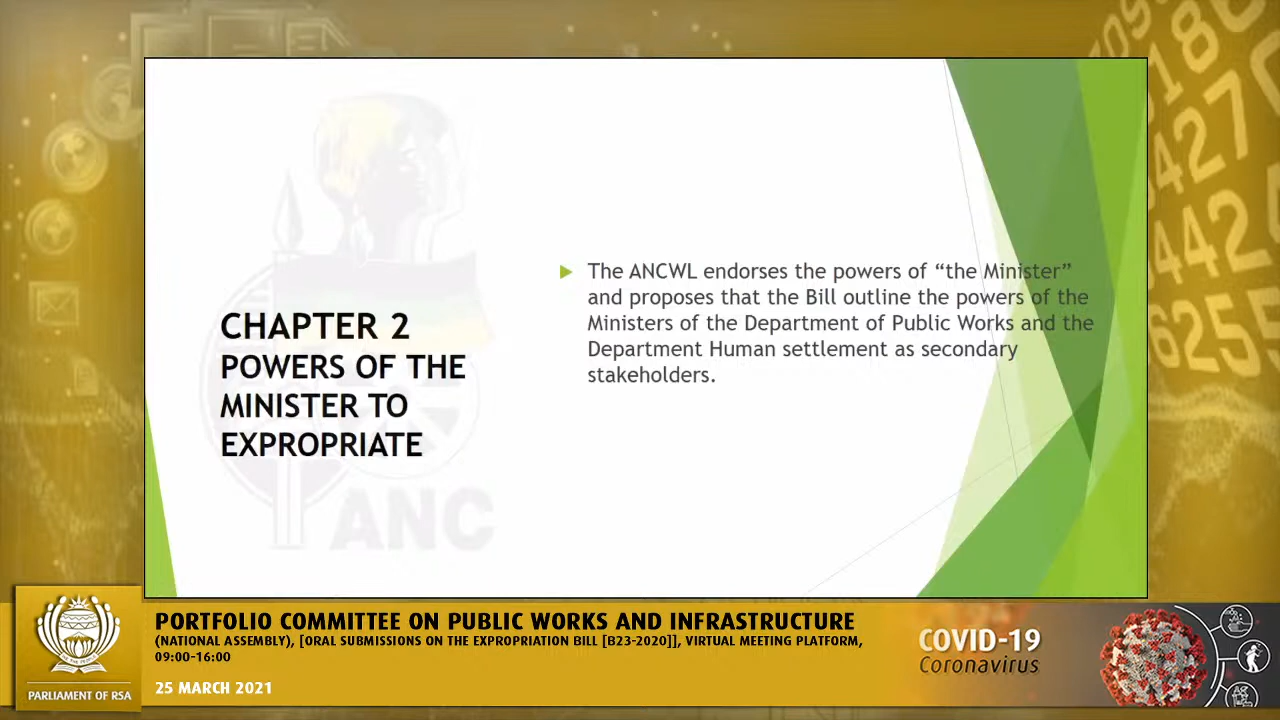 CHAPTER 2
POWERS OF THE
MINISTER TO
EXPROPRIATE
The ANCWL endorses the powers of “the Minister”
and proposes that the Bill outline the powers of the
Ministers of the Department of Public Works and the
Department Human settlement as secondary
stakeholders.
ANC
PORTFOLIO COMMITTEE ON PUBLIC WORKS AND INFRASTRUCTURE
(NATIONAL ASSEMBLY), [ORAL SUBMISSIONS ON THE EXPROPRIATION BILL [B23-2020]], VIRTUAL MEETING PLATFORM,
09:00-16:00
25 MARCH 2021
PARLIAMENT OF RSA
COVID-19
Coronavirus